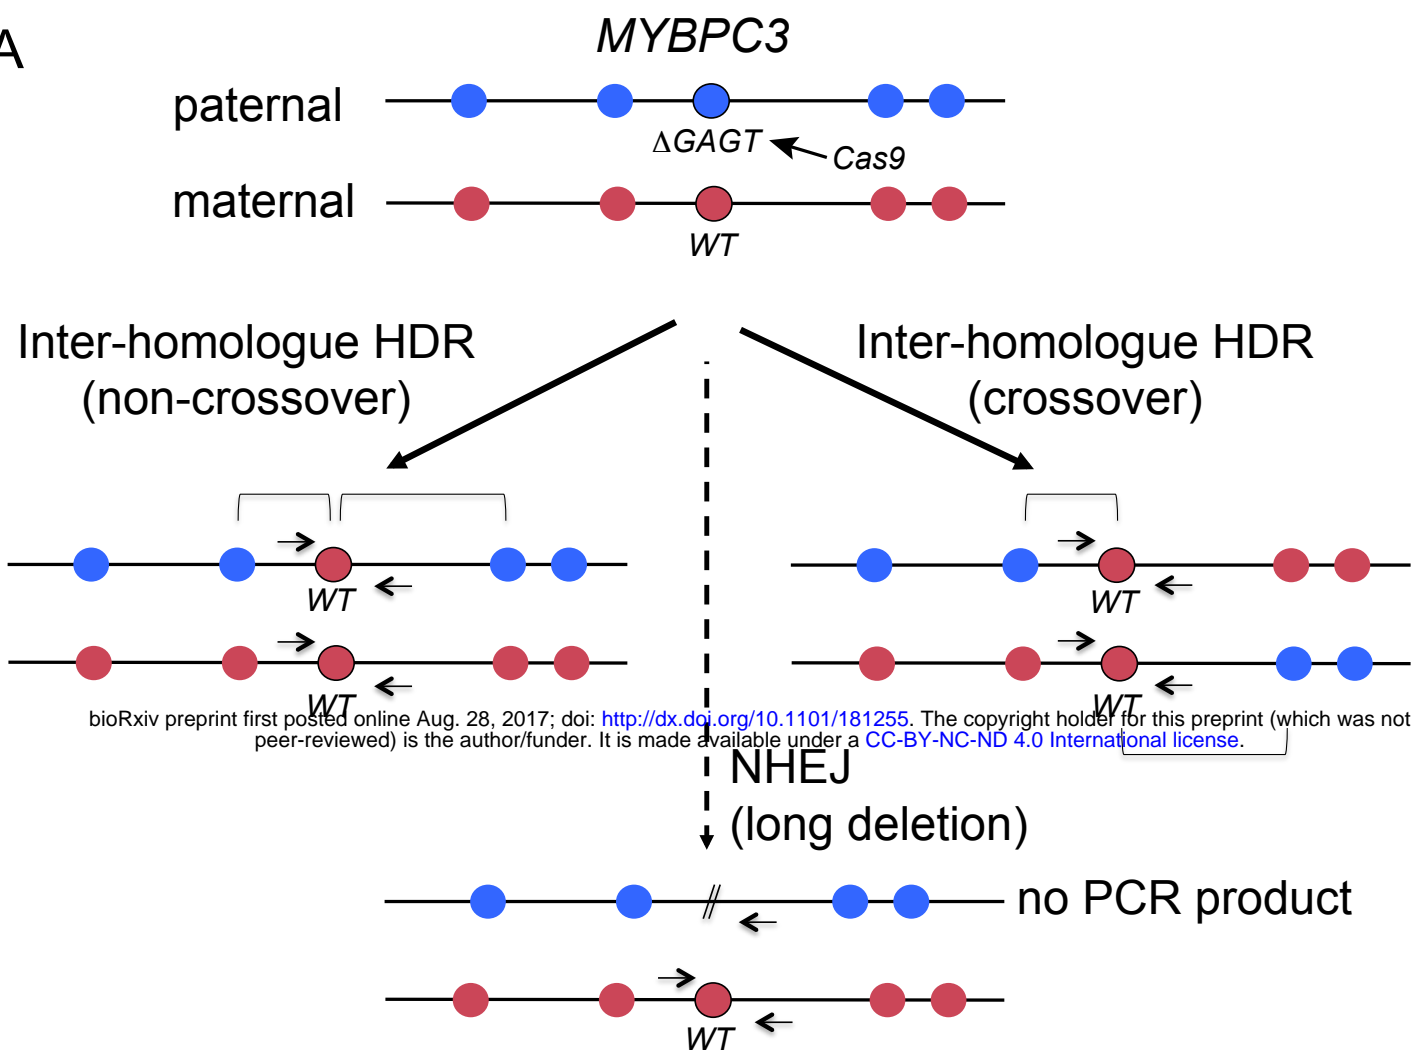 A
MYBPC3
paternal
ΔGAGT
Cas9
maternal
WT
Inter-homologue HDR
(non-crossover)
Inter-homologue HDR
(crossover)
WT
WT
WT
WT
bioRxiv preprint first posted online Aug. 28, 2017; doi: http://dx.doi.org/10.1101/181255. The copyright holder for this preprint (which was not
peer-reviewed) is the author/funder. It is made available under a CC-BY-NC-ND 4.0 International license.
NHEJ
(long deletion)
no PCR product
WT